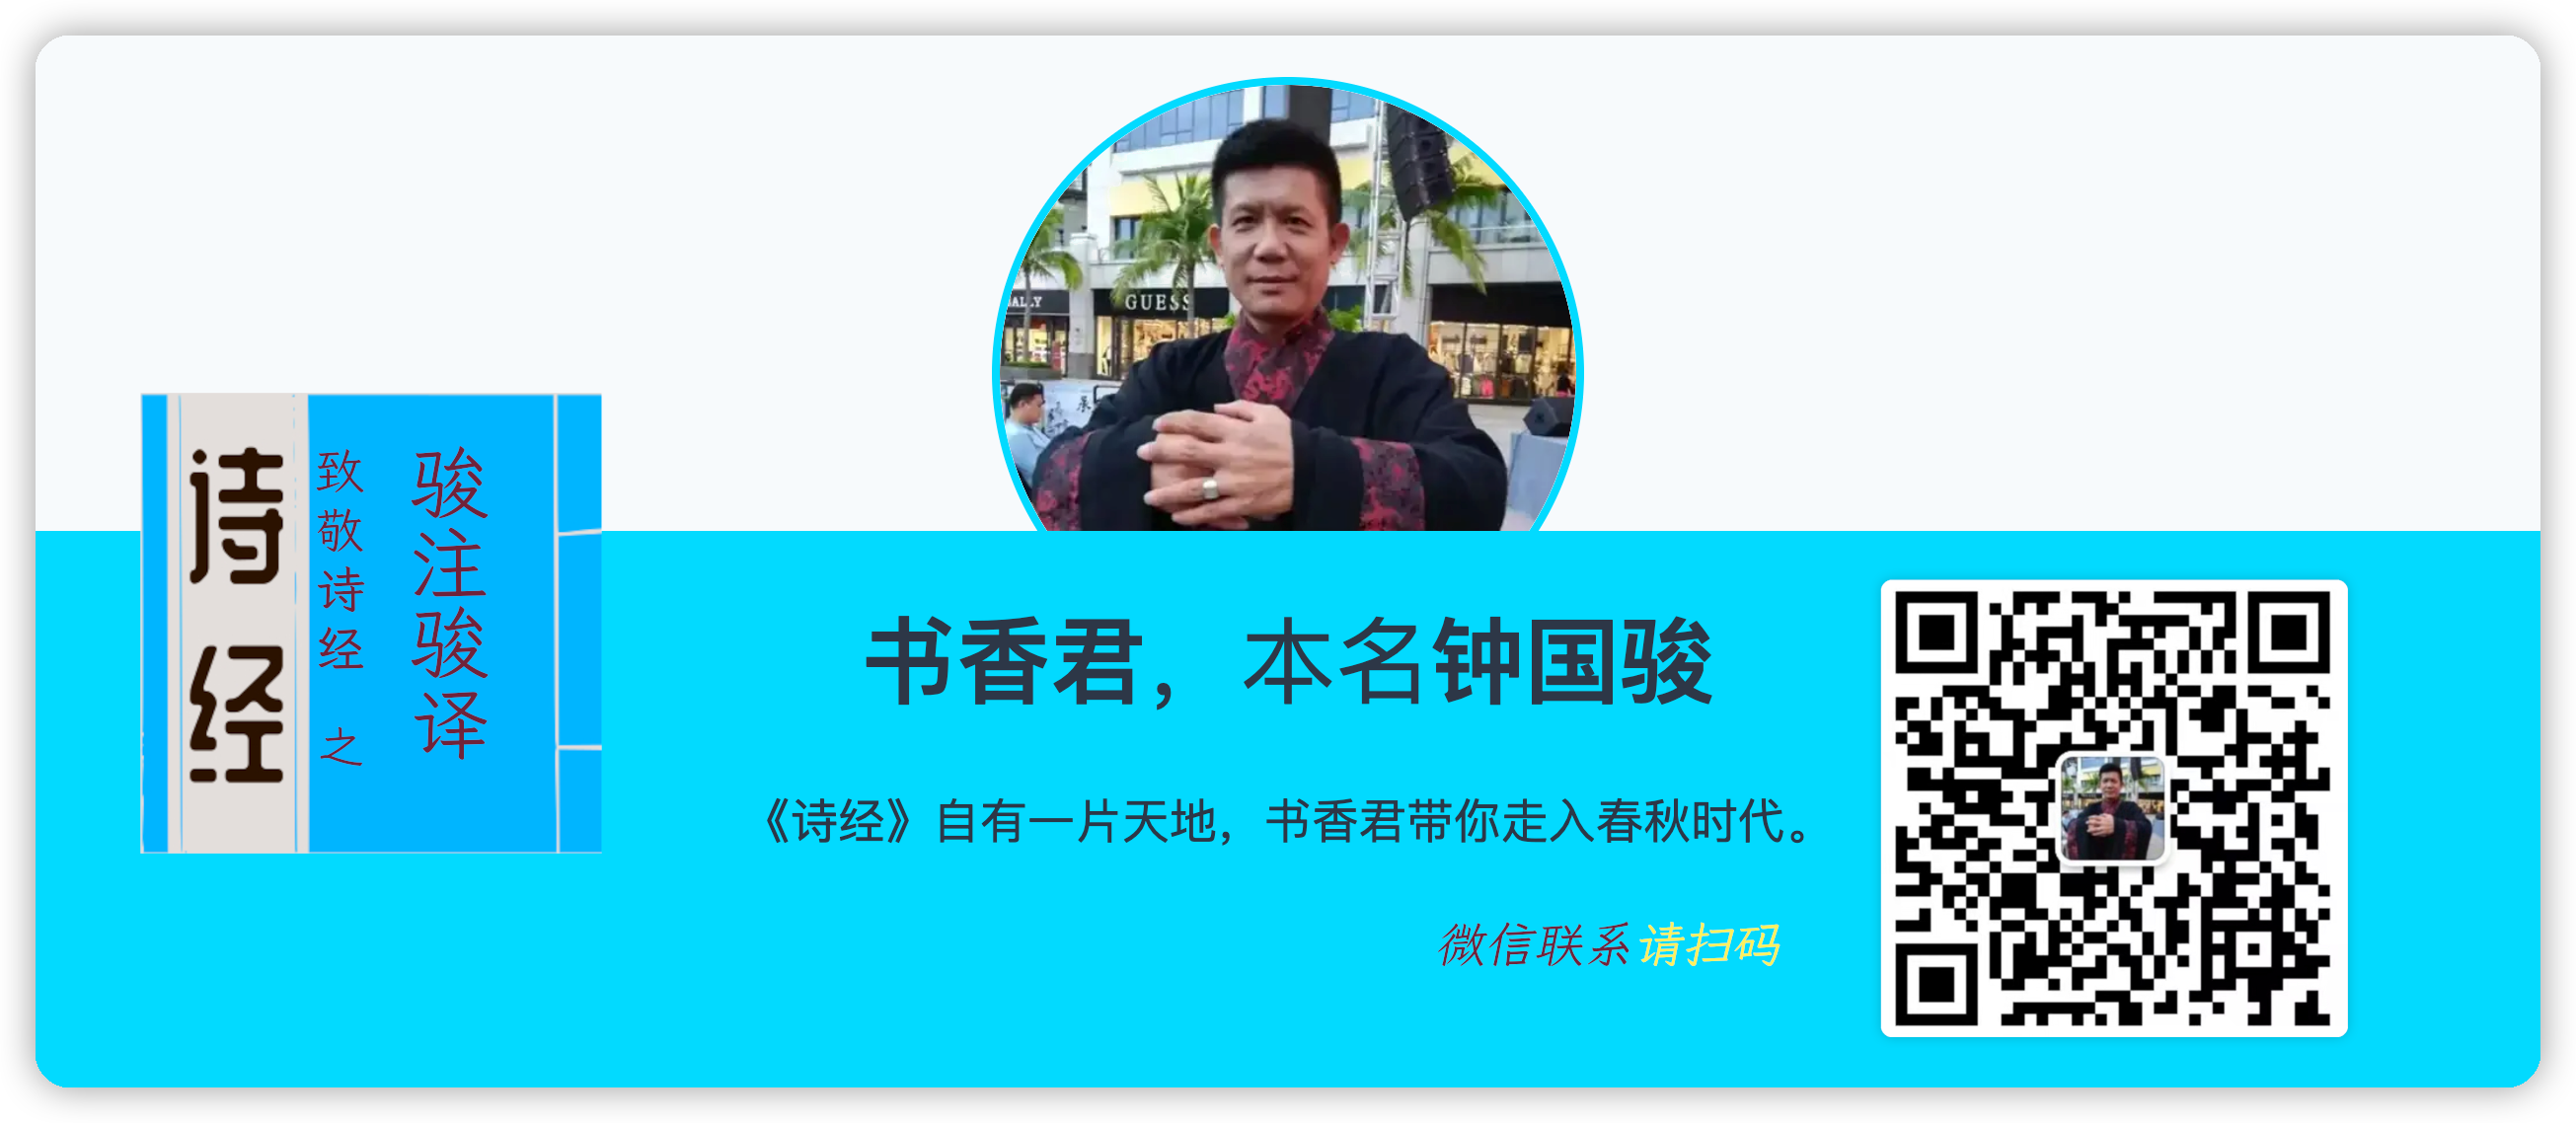 GUESS
展
诗经
致敬诗经 之
骏注骏译
书香君，本名钟国骏
《诗经》自有一片天地，书香君带你走入春秋时代。
微信联系请扫码